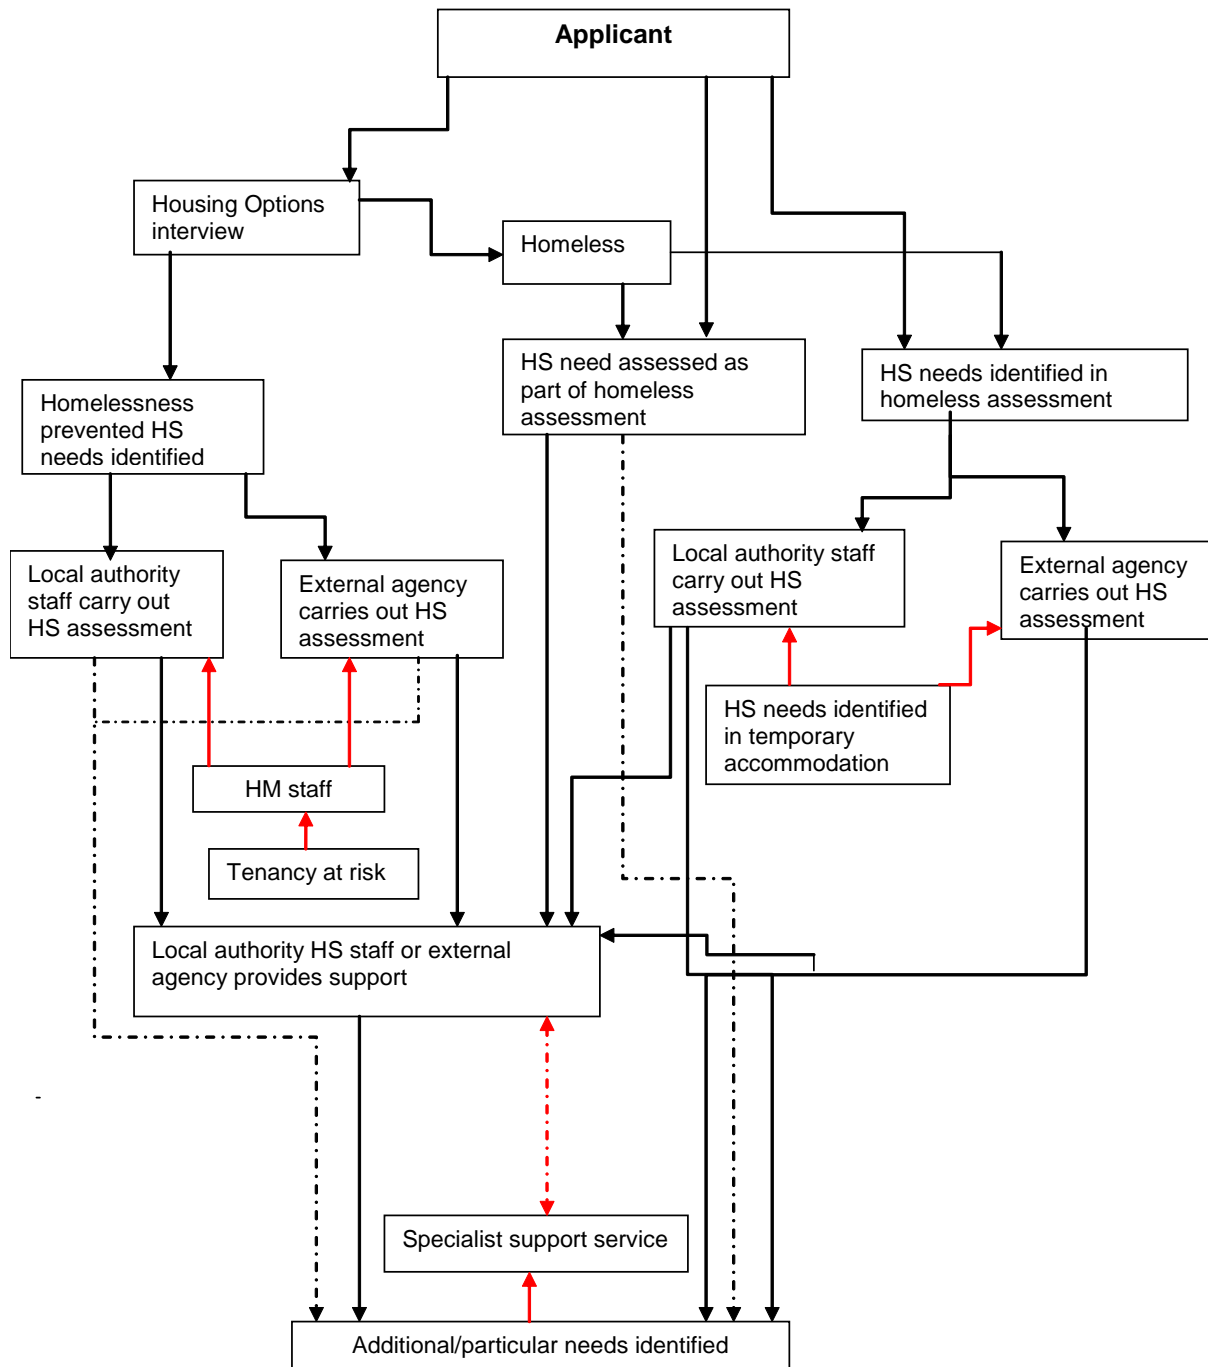 Applicant
Housing Options
interview
Homeless
HS need assessed as
part of homeless
assessment
HS needs identified in
homeless assessment
Homelessness
prevented HS
needs identified
Local authority
staff carry out
HS assessment
External agency
carries out HS
assessment
Local authority staff
carry out HS
assessment
External agency
carries out HS
assessment
HS needs identified
in temporary
accommodation
HM staff
Tenancy at risk
Local authority HS staff or external
agency provides support
-
Specialist support service
Additional/particular needs identified